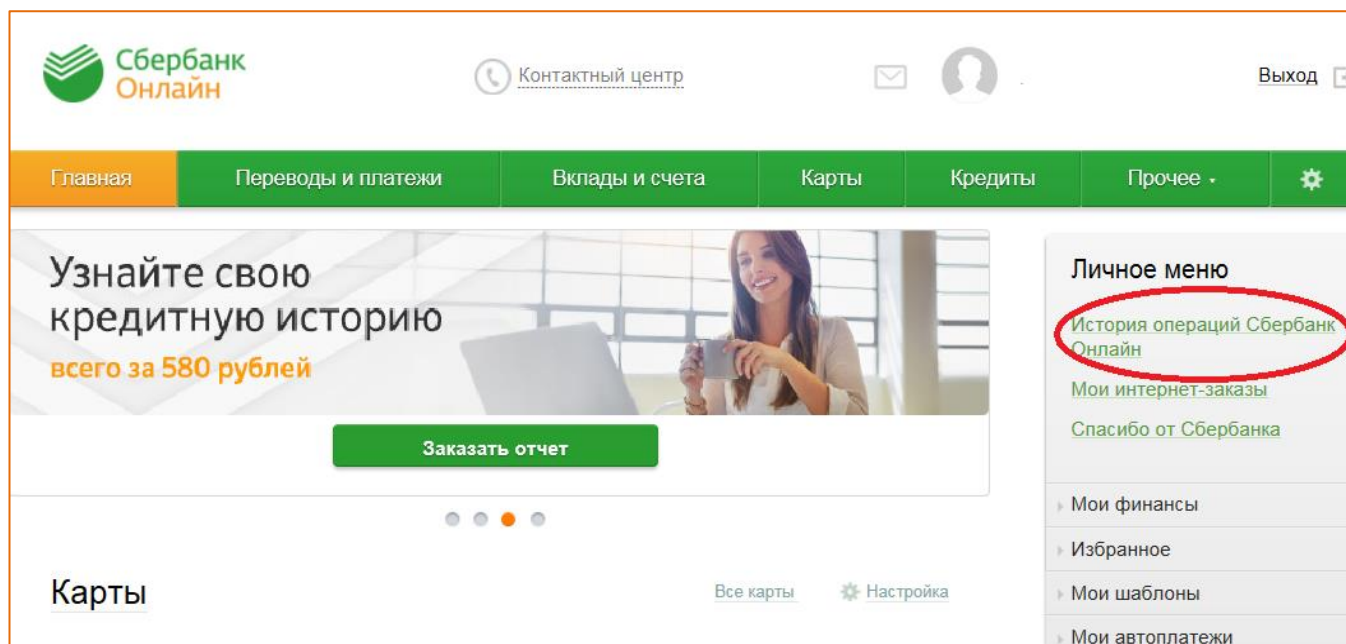 Сбербанк
Онлайн
Контактный центр
Выход
Главная
Переводы и платежи
Вклады и счета
Карты
Кредиты
Прочее
Узнайте свою
кредитную историю
всего за 580 рублей
Заказать отчет
Личное меню
История операций Сбербанк
Онлайн
Мои интернет-заказы
Спасибо от Сбербанка
Мои финансы
Избранное
Мои шаблоны
Мои автоплатежи
Карты
Все карты
Настройка